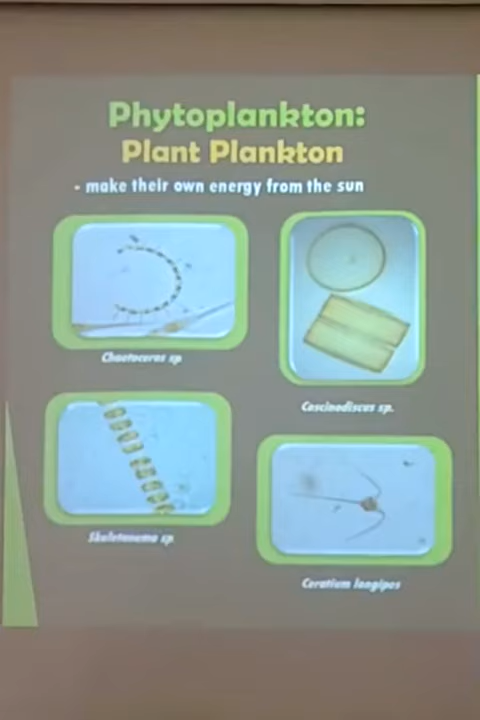 Phytoplankton:
Plant Plankton
- make their own energy from the sun
Chaetoceros sp.
Coscinodiscus sp.
Skeletonema sp.
Ceratium longipes